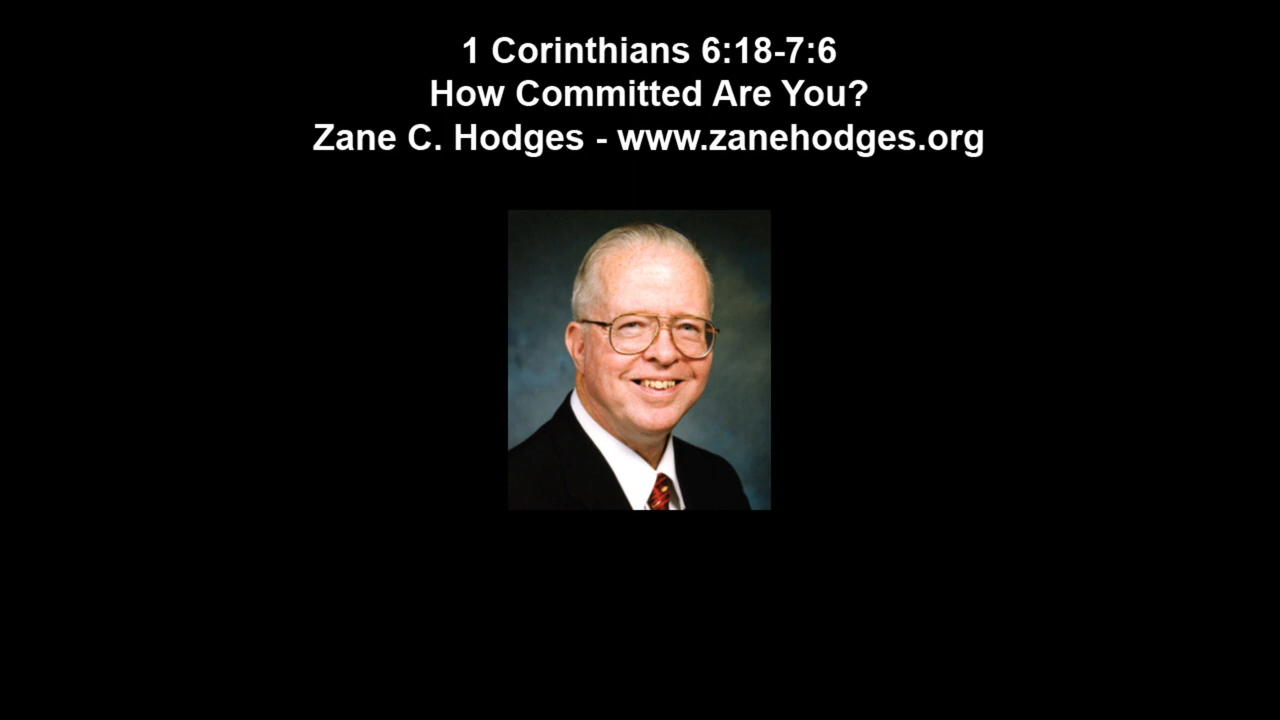 1 Corinthians 6:18-7:6
How Committed Are You?
Zane C. Hodges - www.zanehodges.org